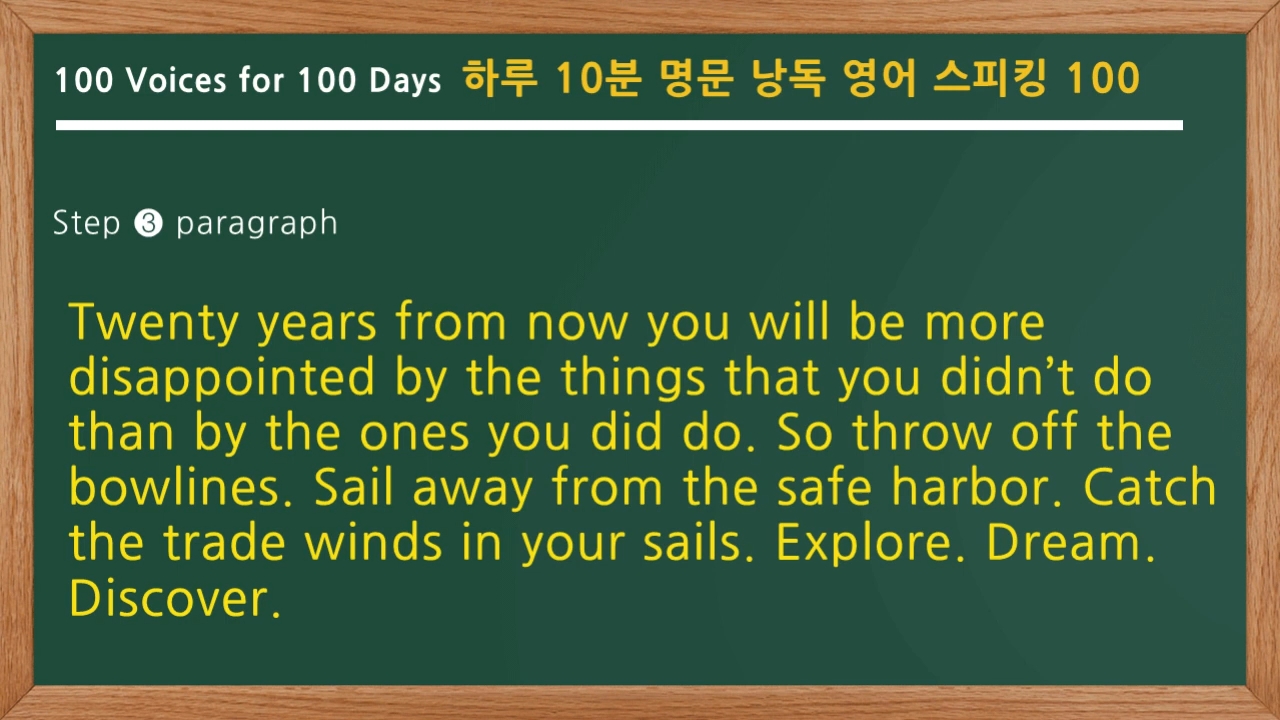 100 Voices for 100 Days 하루 10분 명문 낭독 영어 스피킹 100
Step ❸ paragraph
Twenty years from now you will be more
disappointed by the things that you didn’t do
than by the ones you did do. So throw off the
bowlines. Sail away from the safe harbor. Catch
the trade winds in your sails. Explore. Dream.
Discover.